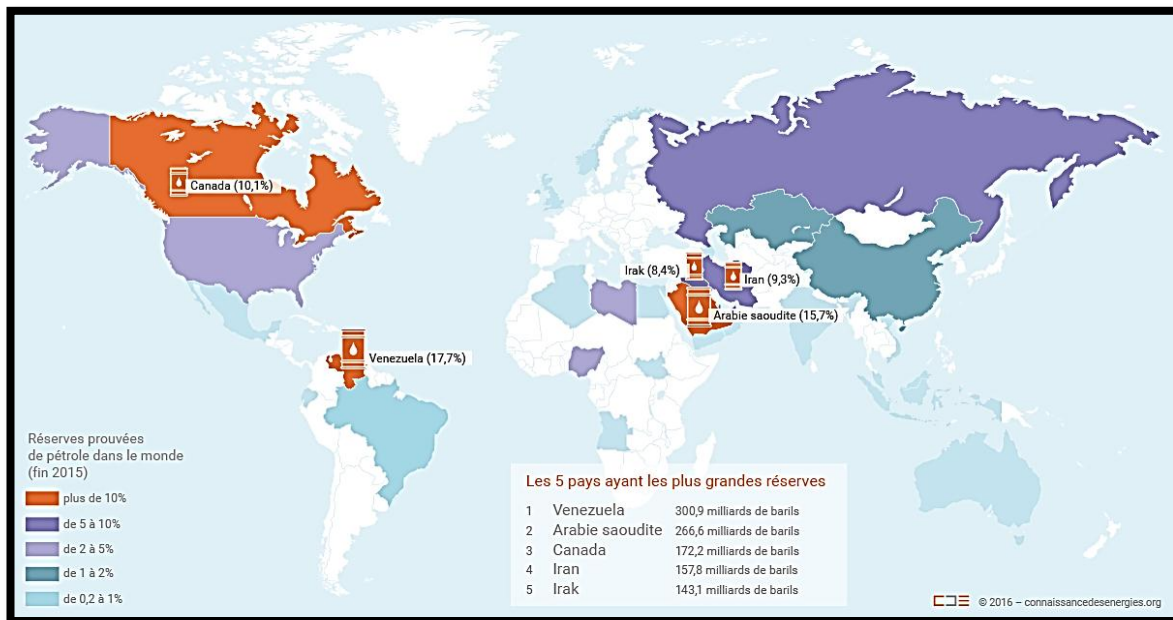 Canada (10,1%)
Irak (8,4%)
Iran (9,3%)
Arabie saoudite (15,7%)
Venezuela (17,7%)
Réserves prouvées
de pétrole dans le monde
(fin 2015)
plus de 10%
de 5 à 10%
de 2 à 5%
de 1 à 2%
de 0,2 à 1%
Les 5 pays ayant les plus grandes réserves
1 Venezuela 300,9 milliards de barils
2 Arabie saoudite 266,6 milliards de barils
3 Canada 172,2 milliards de barils
4 Iran 157,8 milliards de barils
5 Irak 143,1 milliards de barils
CDE © 2016 – connaissancedesenergies.org